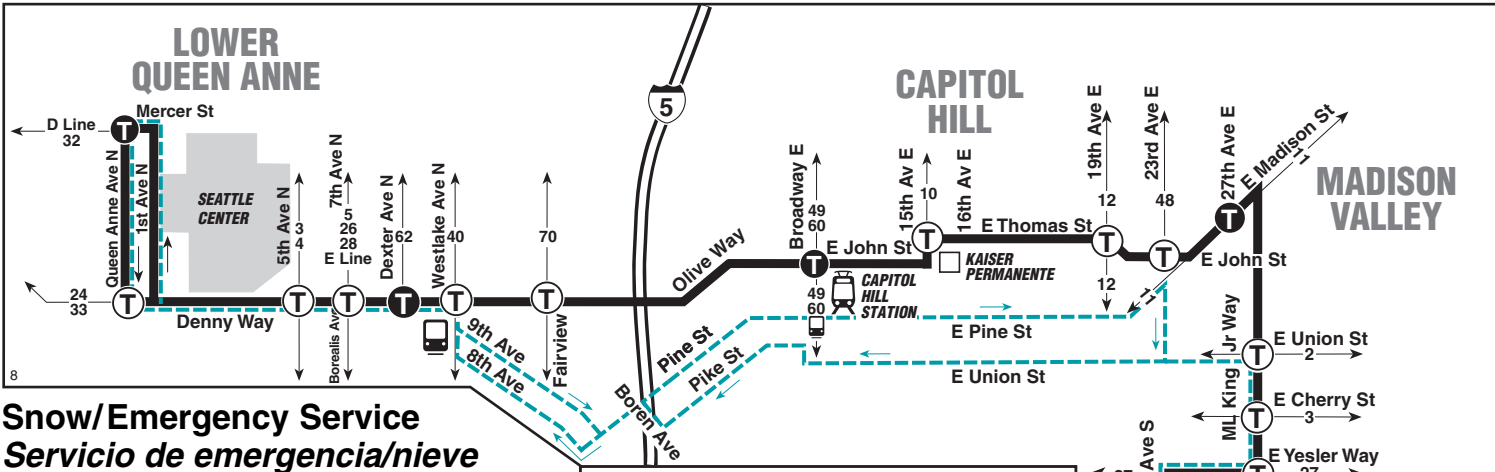 LOWER
QUEEN ANNE
Mercer St
D Line
32
T
Queen Anne Ave N
1st Ave N
SEATTLE
CENTER
5th Ave N
3
4
7th Ave N
5
26
28
E Line
Dexter Ave N
62
Westlake Ave N
40
70
24
33
T
T
T
T
T
T
Denny Way
Borealis Ave
Fairview
9th Ave
8th Ave
8
5
Olive Way
CAPITOL
HILL
Broadway E
49
60
T
E John St
15th Av E
10
T
16th Av E
E Thomas St
KAISER
PERMANENTE
CAPITOL
HILL
STATION
49
60
19th Ave E
12
T
12
23rd Ave E
48
T
27th Ave E
T
E Madison St
11
E John St
11
MADISON
VALLEY
Pine St
Pike St
Boren Ave
E Pine St
E Union St
ML King Jr Way
T
E Union St
2
T
E Cherry St
3
T
E Yesler Way
27
Ave S
27
Snow/Emergency Service
Servicio de emergencia/nieve